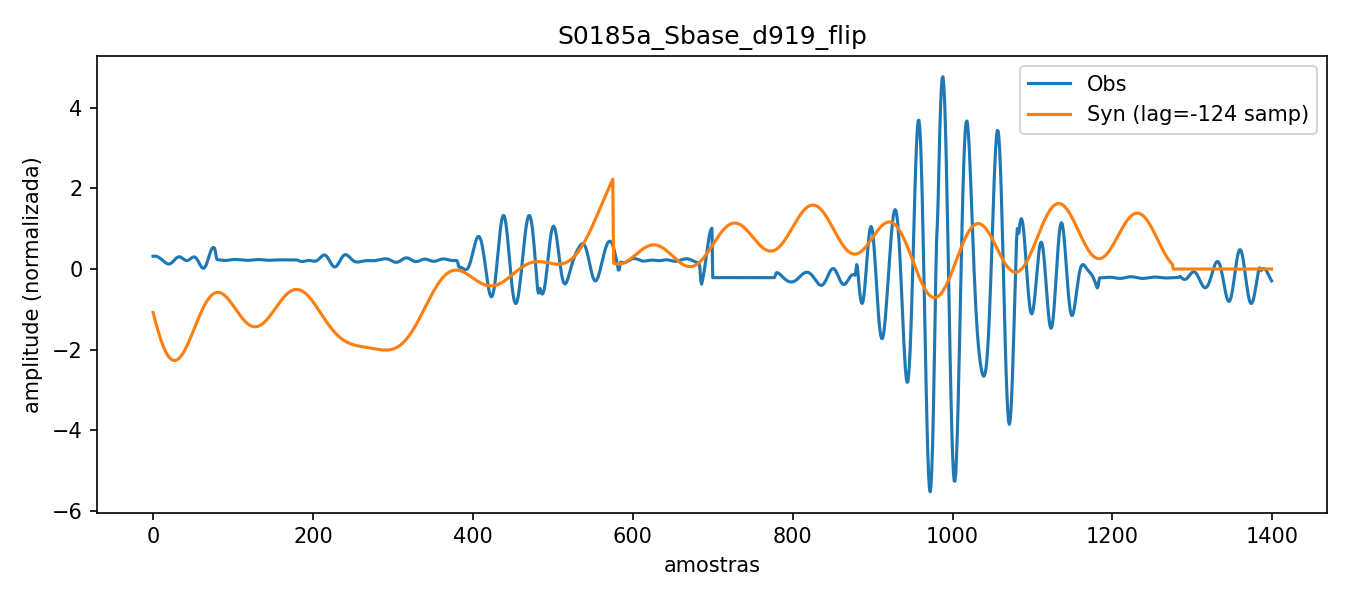 S0185a_Sbase_d919_flip
Obs
Syn (lag=-124 samp)
amplitude (normalizada)
4
2
0
−2
−4
−6
0 200 400 600 800 1000 1200 1400
amostras